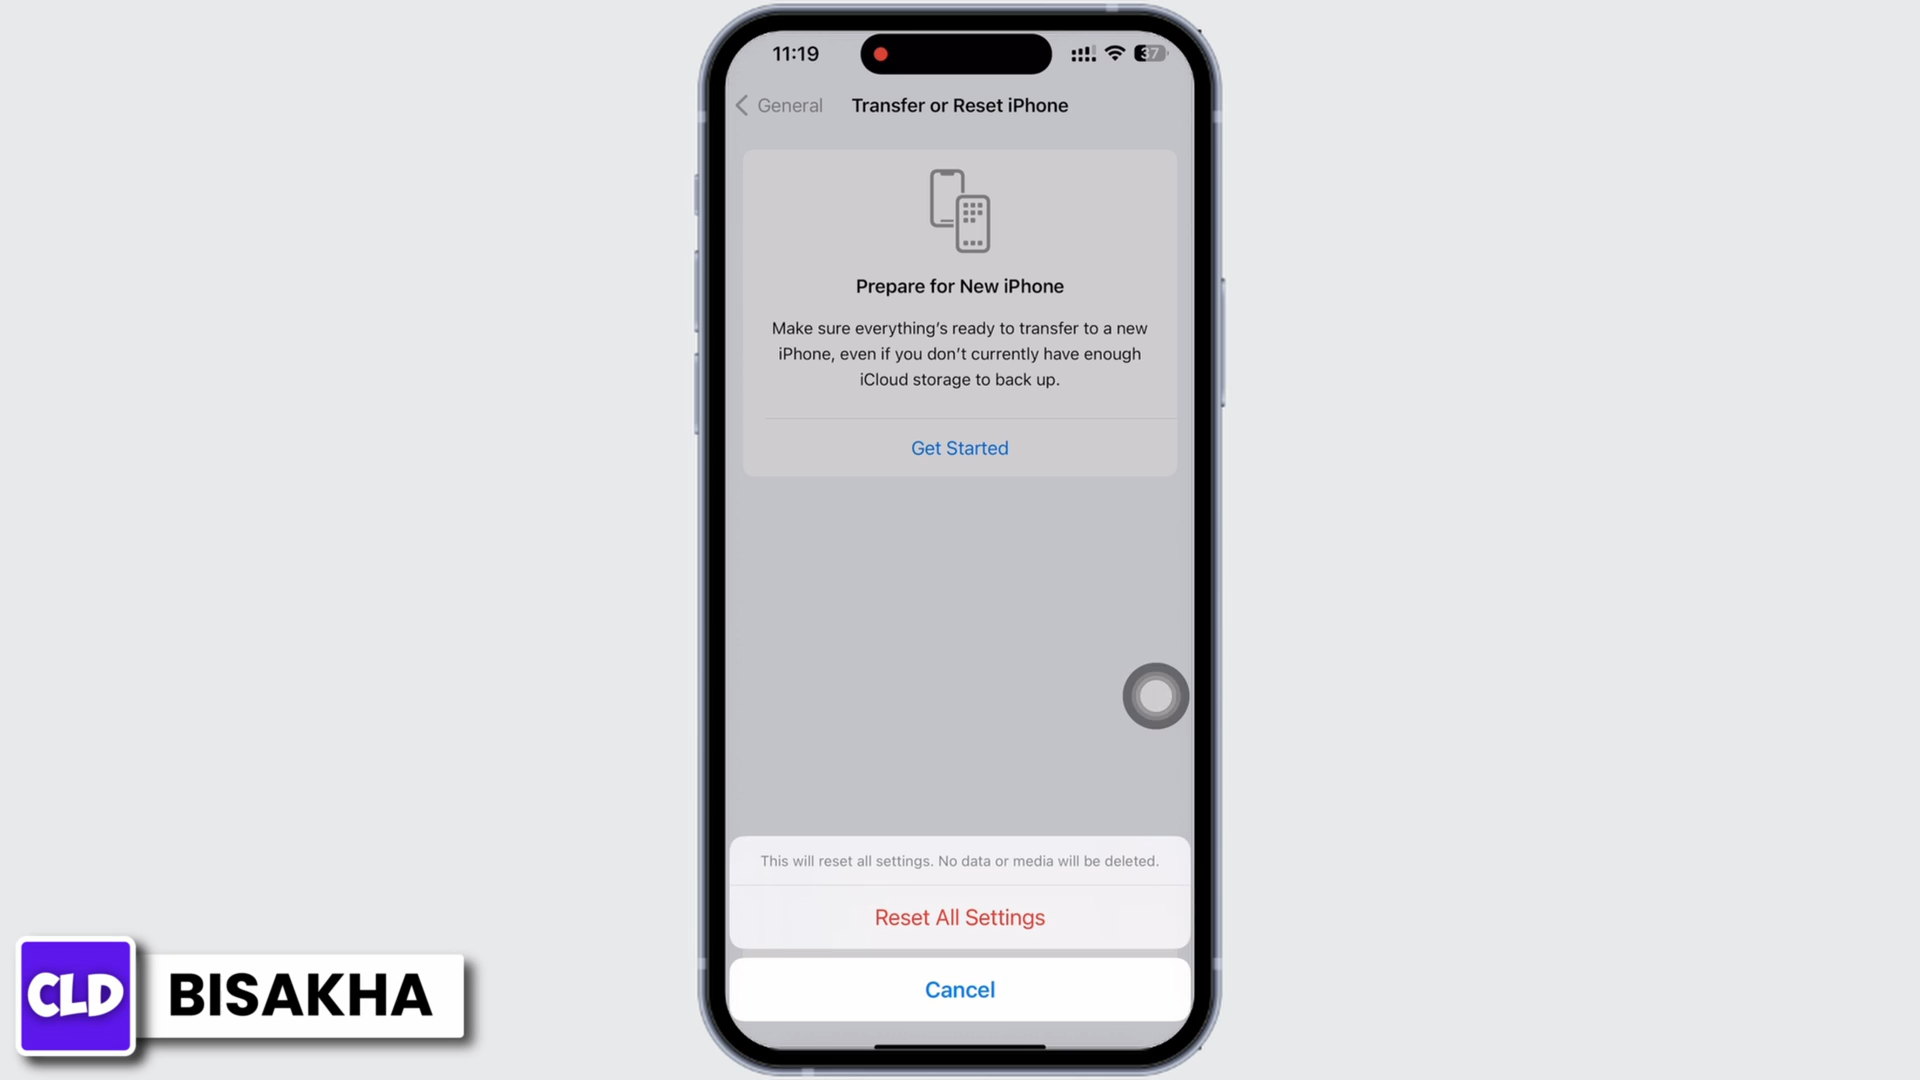 11:19
37
General
Transfer or Reset iPhone
Prepare for New iPhone
Make sure everything's ready to transfer to a new
iPhone, even if you don't currently have enough
iCloud storage to back up.
Get Started
This will reset all settings. No data or media will be deleted.
Reset All Settings
Cancel
CLD
BISAKHA